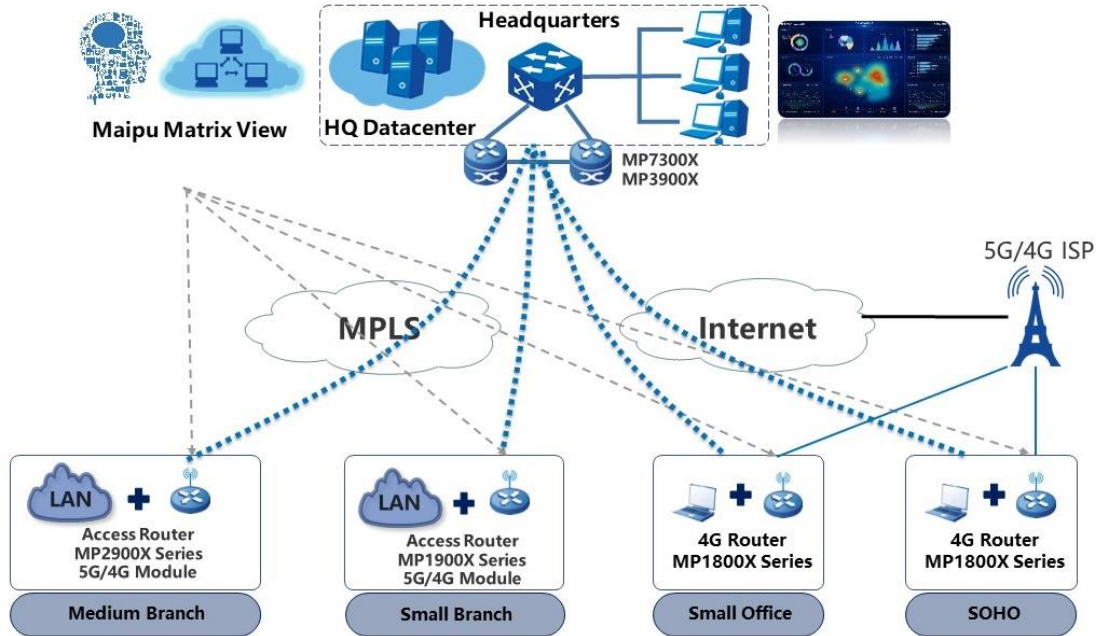 Headquarters
Maipu Matrix View
HQ Datacenter
MP7300X
MP3900X
5G/4G ISP
MPLS
Internet
LAN
Access Router
MP2900X Series
5G/4G Module
Medium Branch
LAN
Access Router
MP1900X Series
5G/4G Module
Small Branch
4G Router
MP1800X Series
Small Office
4G Router
MP1800X Series
SOHO